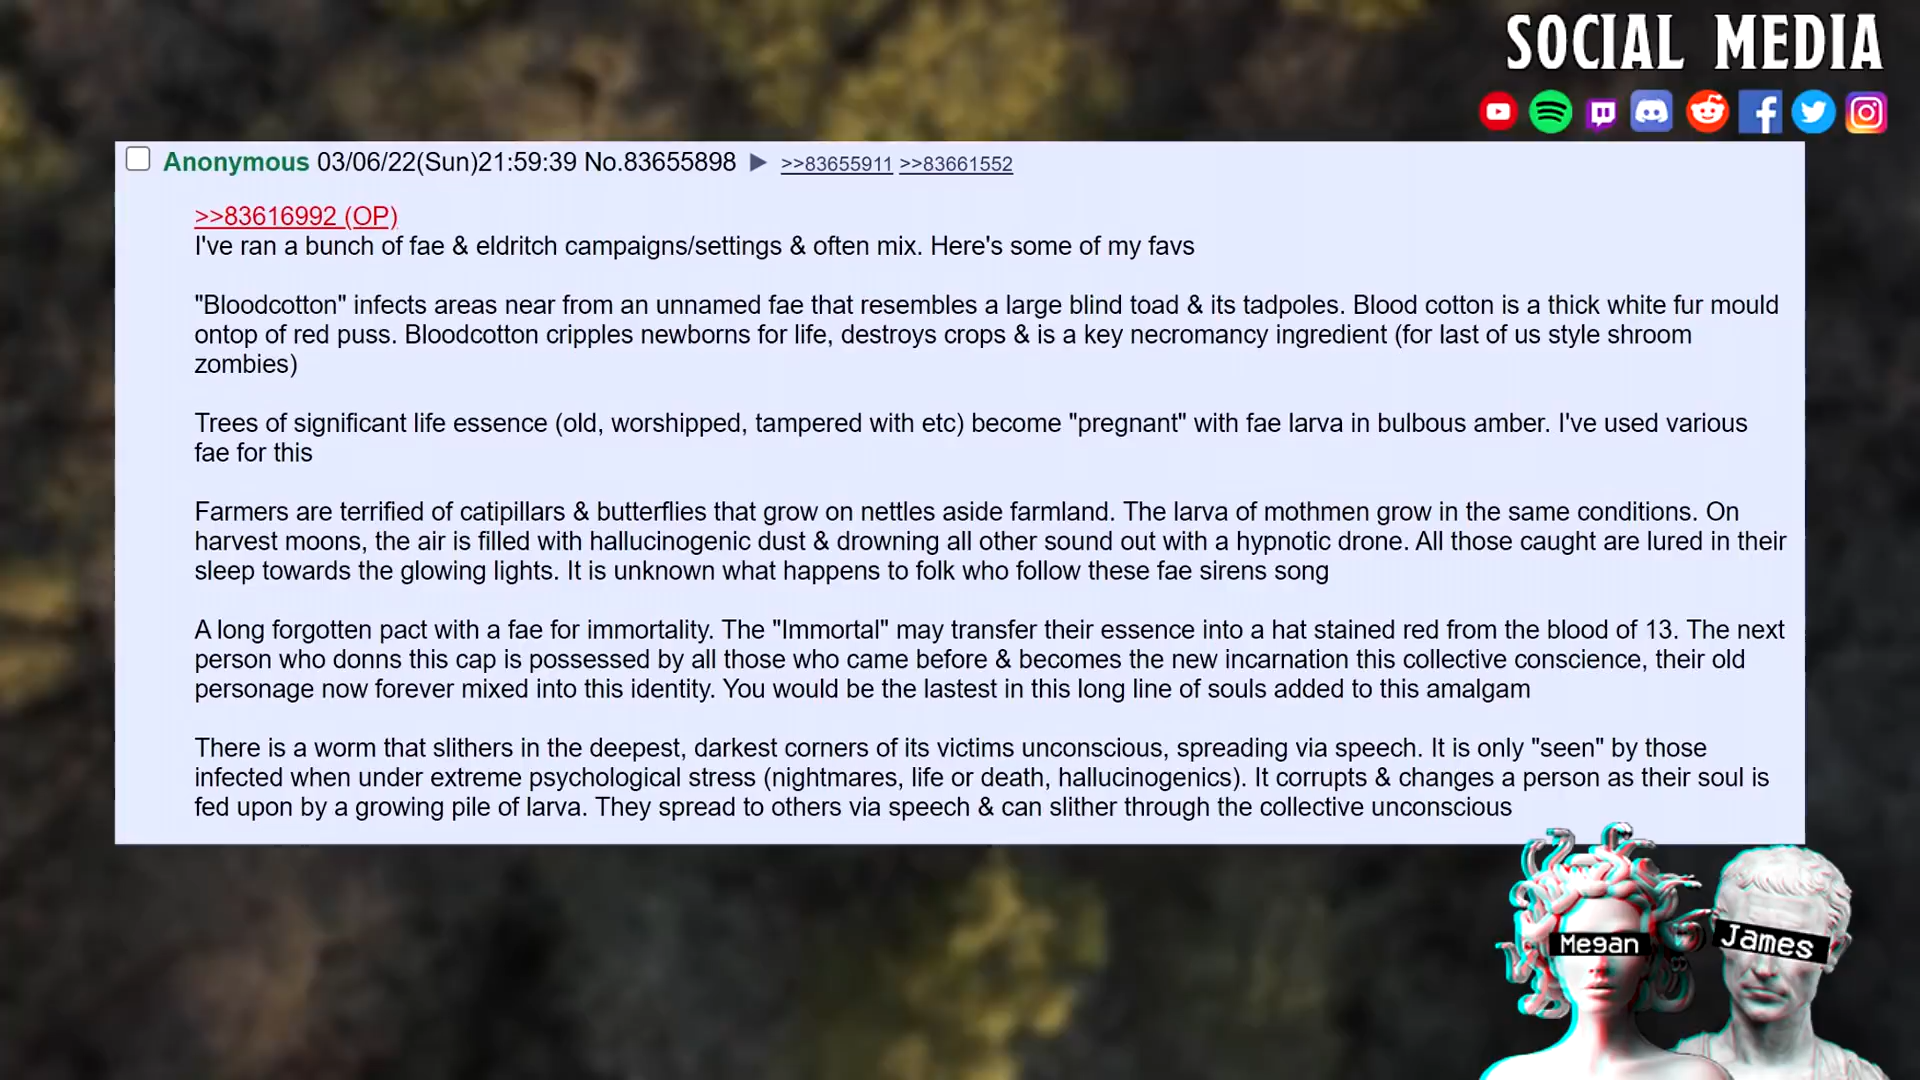 SOCIAL MEDIA
Anonymous 03/06/22(Sun)21:59:39 No.83655898 ▶ >>83655911 >>83661552
>>83616992 (OP)
I've ran a bunch of fae & eldritch campaigns/settings & often mix. Here's some of my favs
"Bloodcotton" infects areas near from an unnamed fae that resembles a large blind toad & its tadpoles. Blood cotton is a thick white fur mould
ontop of red puss. Bloodcotton cripples newborns for life, destroys crops & is a key necromancy ingredient (for last of us style shroom
zombies)
Trees of significant life essence (old, worshipped, tampered with etc) become "pregnant" with fae larva in bulbous amber. I've used various
fae for this
Farmers are terrified of catipillars & butterflies that grow on nettles aside farmland. The larva of mothmen grow in the same conditions. On
harvest moons, the air is filled with hallucinogenic dust & drowning all other sound out with a hypnotic drone. All those caught are lured in their
sleep towards the glowing lights. It is unknown what happens to folk who follow these fae sirens song
A long forgotten pact with a fae for immortality. The "Immortal" may transfer their essence into a hat stained red from the blood of 13. The next
person who donns this cap is possessed by all those who came before & becomes the new incarnation this collective conscience, their old
personage now forever mixed into this identity. You would be the lastest in this long line of souls added to this amalgam
There is a worm that slithers in the deepest, darkest corners of its victims unconscious, spreading via speech. It is only "seen" by those
infected when under extreme psychological stress (nightmares, life or death, hallucinogenics). It corrupts & changes a person as their soul is
fed upon by a growing pile of larva. They spread to others via speech & can slither through the collective unconscious
Megan
James